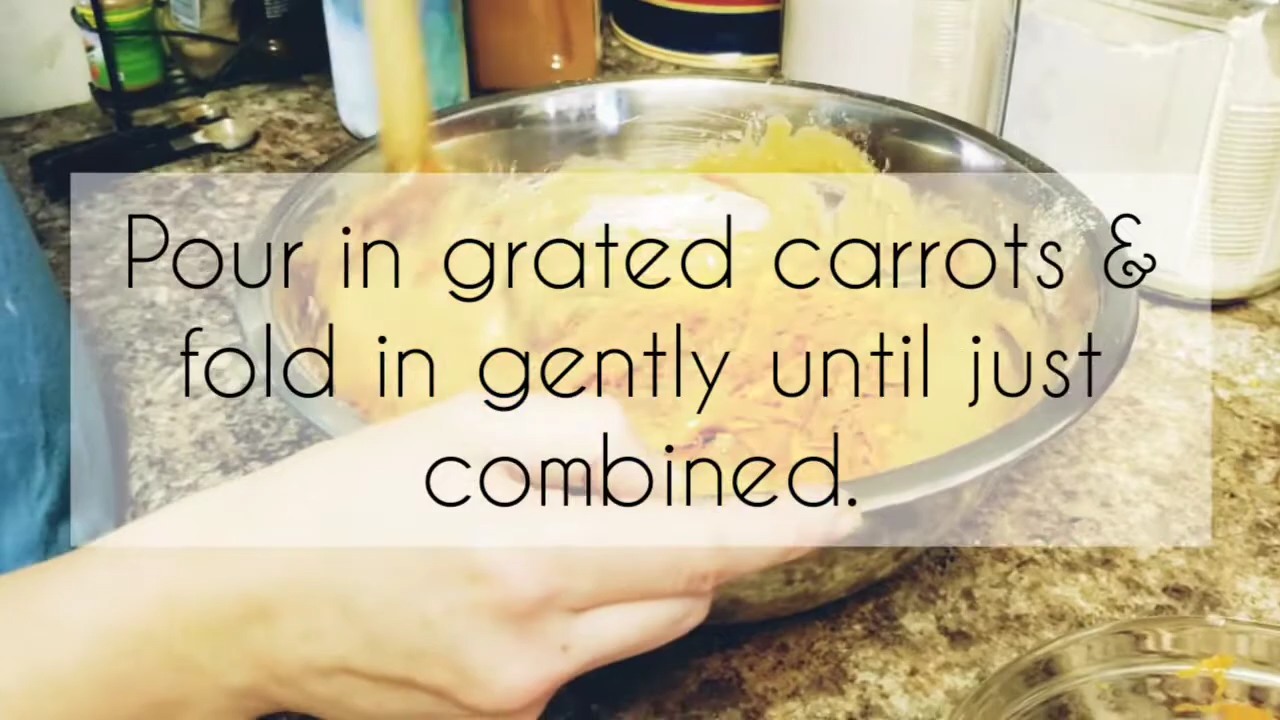 Pour in grated carrots &
fold in gently until just
combined.